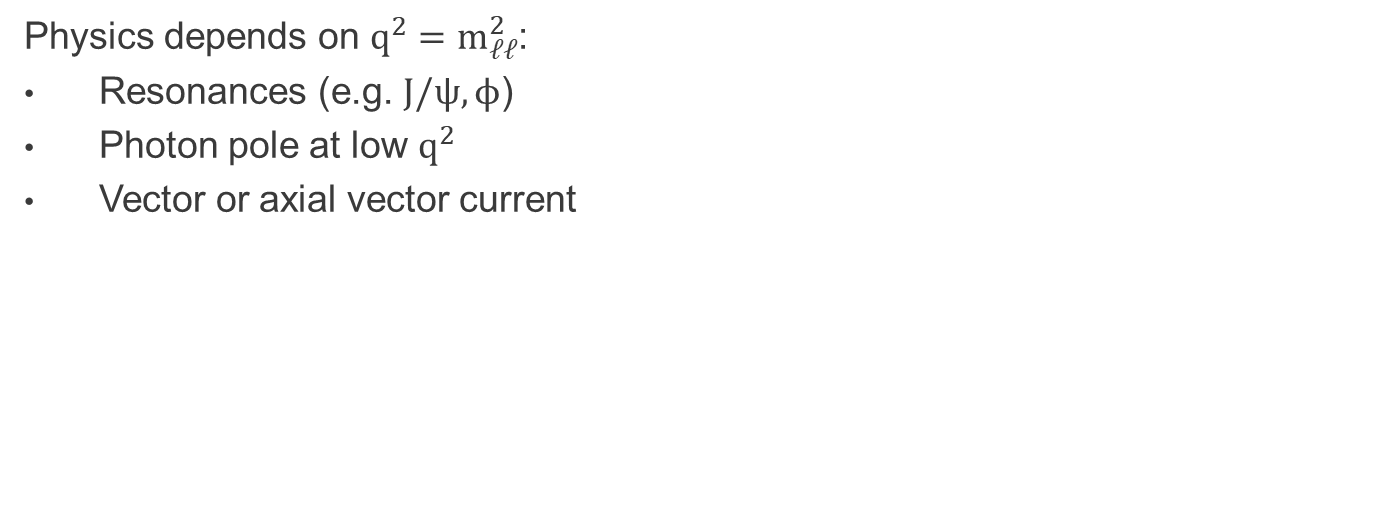 Physics depends on q² = m²ℓℓ:
• Resonances (e.g. J/ψ, ϕ)
• Photon pole at low q²
• Vector or axial vector current